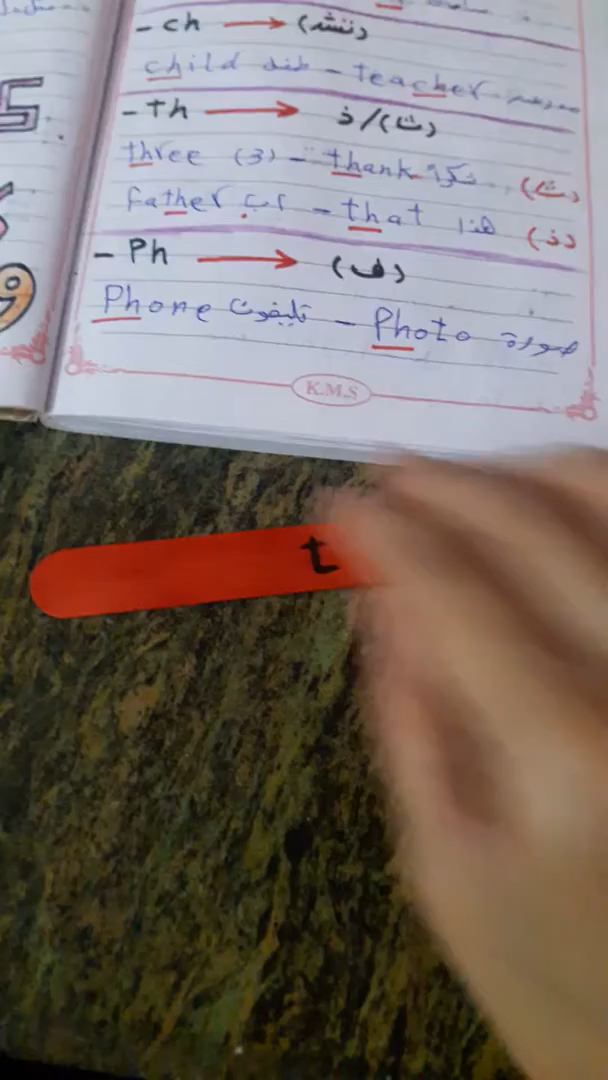 - ch → (تش)
child طفل - teacher مدرس
- Th → (ث)/ذ
three (3) - thank شكرا (ث)
father أب - that هذا (ذ)
- Ph → (ف)
Phone تليفون - Photo صورة
K.M.S
t